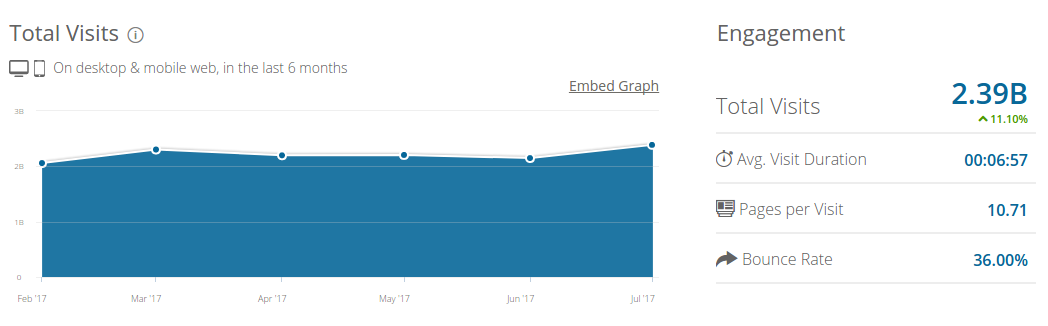 Total Visits
On desktop & mobile web, in the last 6 months
Embed Graph
3B
2B
1B
0
Feb '17
Mar '17
Apr '17
May '17
Jun '17
Jul '17
Engagement
Total Visits
2.39B
11.10%
Avg. Visit Duration
00:06:57
Pages per Visit
10.71
Bounce Rate
36.00%